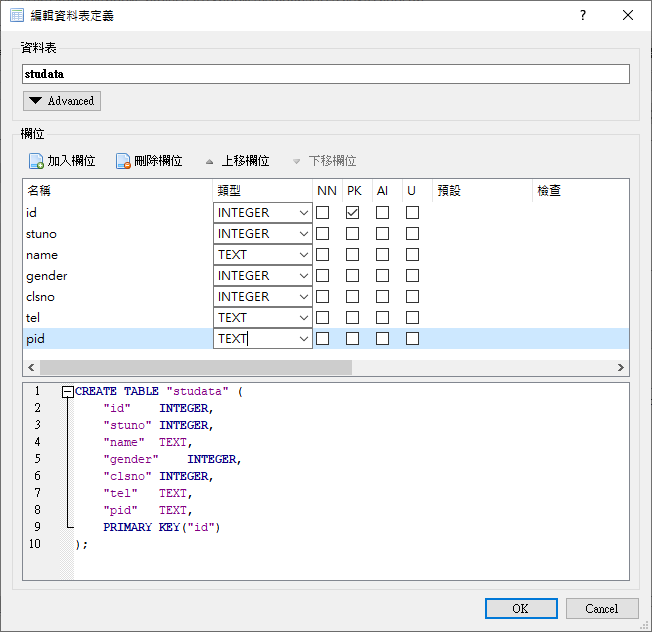 編輯資料表定義 ?
資料表
studata
Advanced
欄位
加入欄位 刪除欄位 上移欄位 下移欄位
名稱 類型 NN PK AI U 預設 檢查
id INTEGER
stuno INTEGER
name TEXT
gender INTEGER
clsno INTEGER
tel TEXT
pid TEXT
1 CREATE TABLE "studata" (
2 "id" INTEGER,
3 "stuno" INTEGER,
4 "name" TEXT,
5 "gender" INTEGER,
6 "clsno" INTEGER,
7 "tel" TEXT,
8 "pid" TEXT,
9 PRIMARY KEY("id")
10 );
OK Cancel